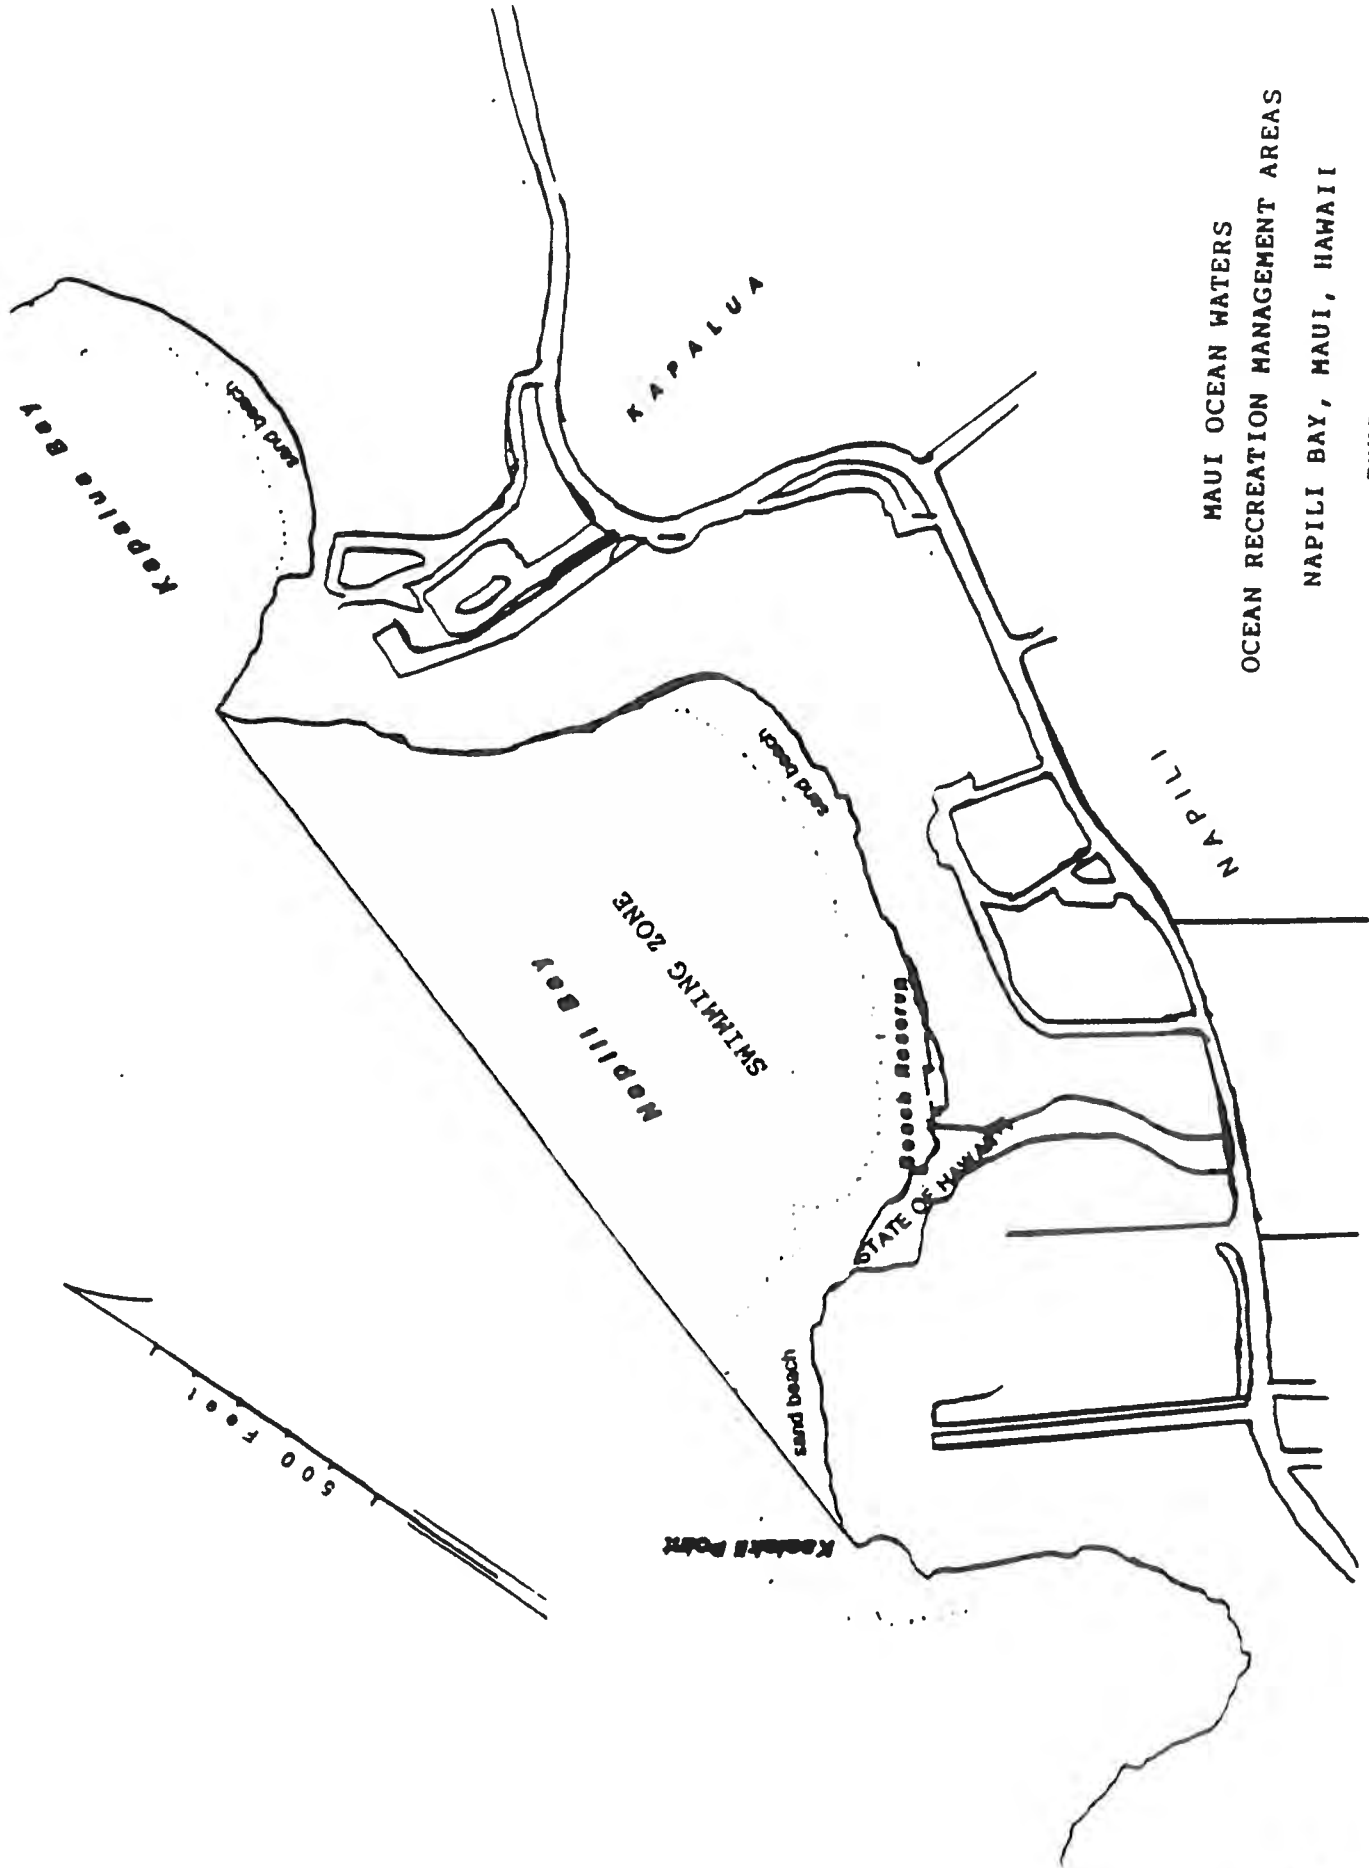 Kapalua Bay
sand beach
KAPALUA
Napili Bay
SWIMMING ZONE
sand beach
Beach Reserve
STATE OF HAWAII
sand beach
NAPILI
500 Feet
Point
MAUI OCEAN WATERS
OCEAN RECREATION MANAGEMENT AREAS
NAPILI BAY, MAUI, HAWAII